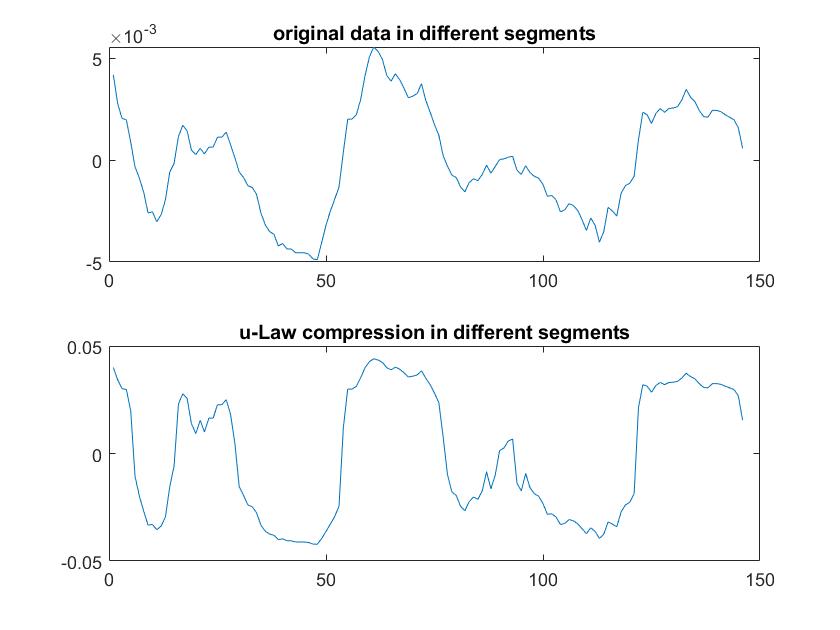 ×10⁻³
original data in different segments
5
0
-5
0 50 100 150
u-Law compression in different segments
0.05
0
-0.05
0 50 100 150